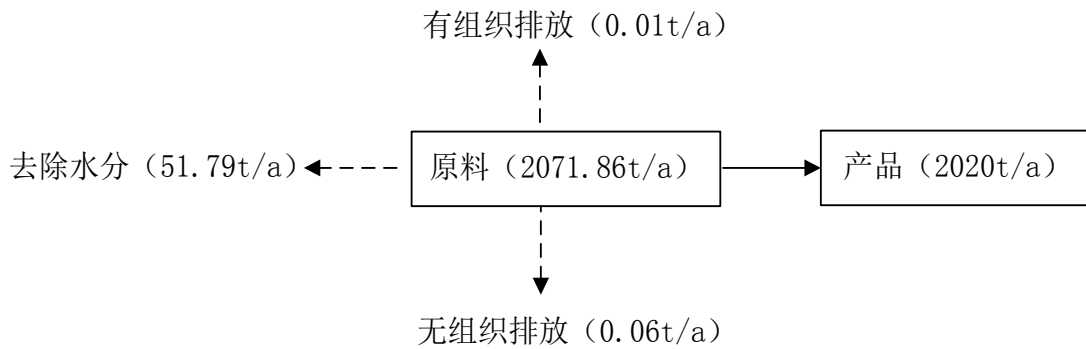 有组织排放（0.01t/a）
去除水分（51.79t/a）
原料（2071.86t/a）
产品（2020t/a）
无组织排放（0.06t/a）